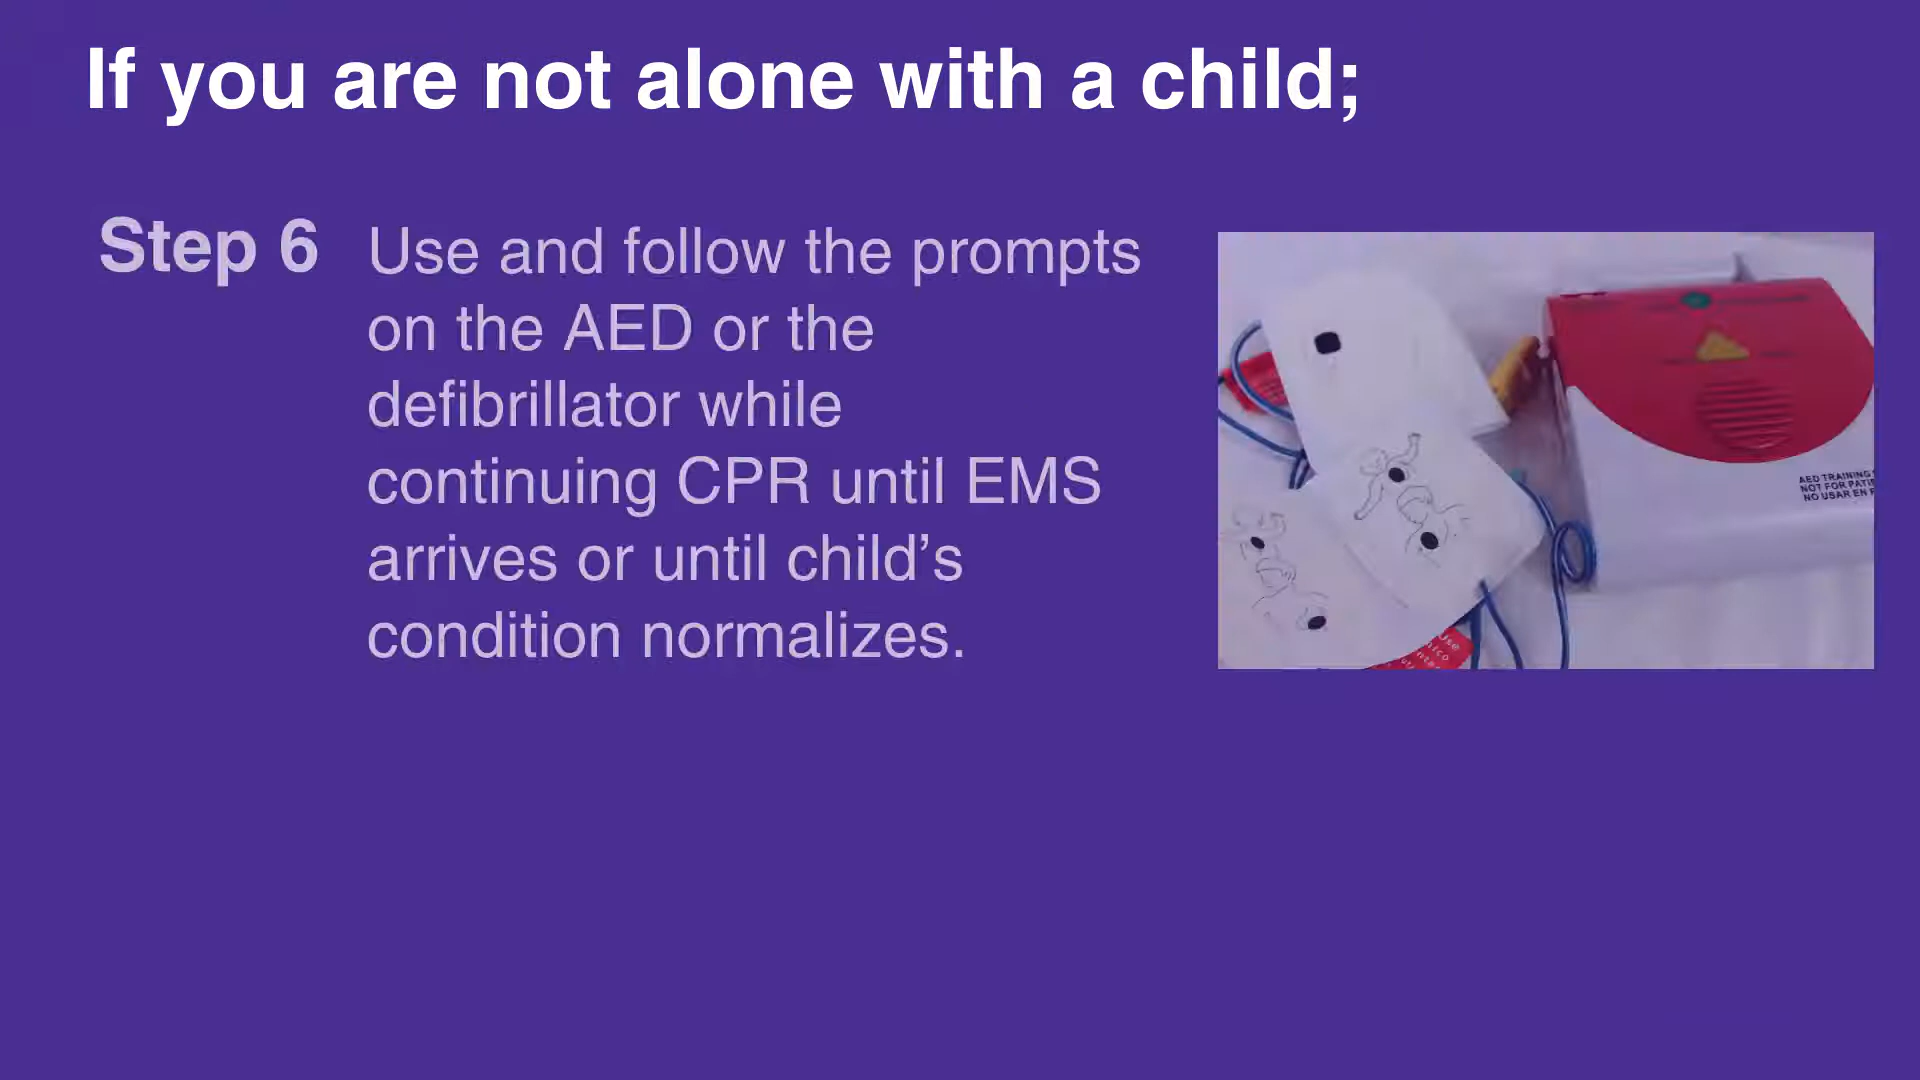 If you are not alone with a child;
Step 6
Use and follow the prompts
on the AED or the
defibrillator while
continuing CPR until EMS
arrives or until child’s
condition normalizes.
AED TRAINING
NOT FOR
NO USAR EN
Use